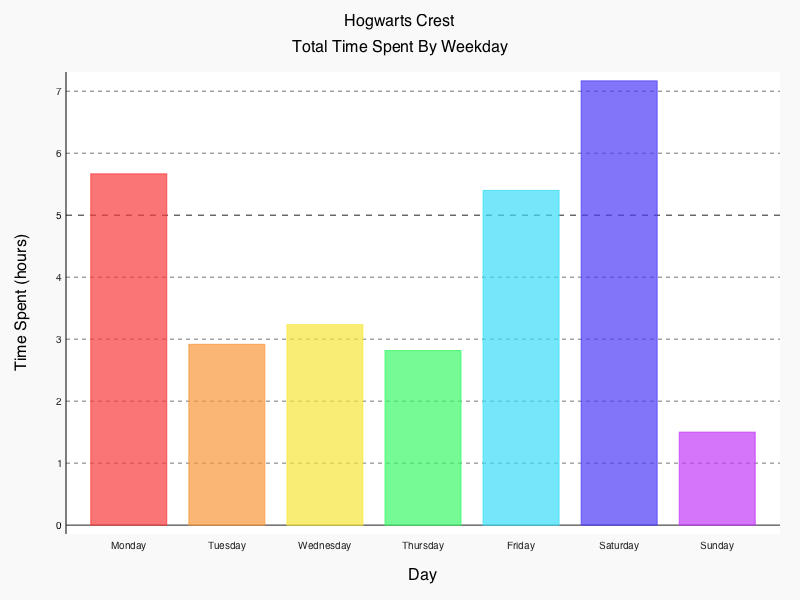 Hogwarts Crest
Total Time Spent By Weekday
Time Spent (hours)
7
6
5
4
3
2
1
0
Monday Tuesday Wednesday Thursday Friday Saturday Sunday
Day